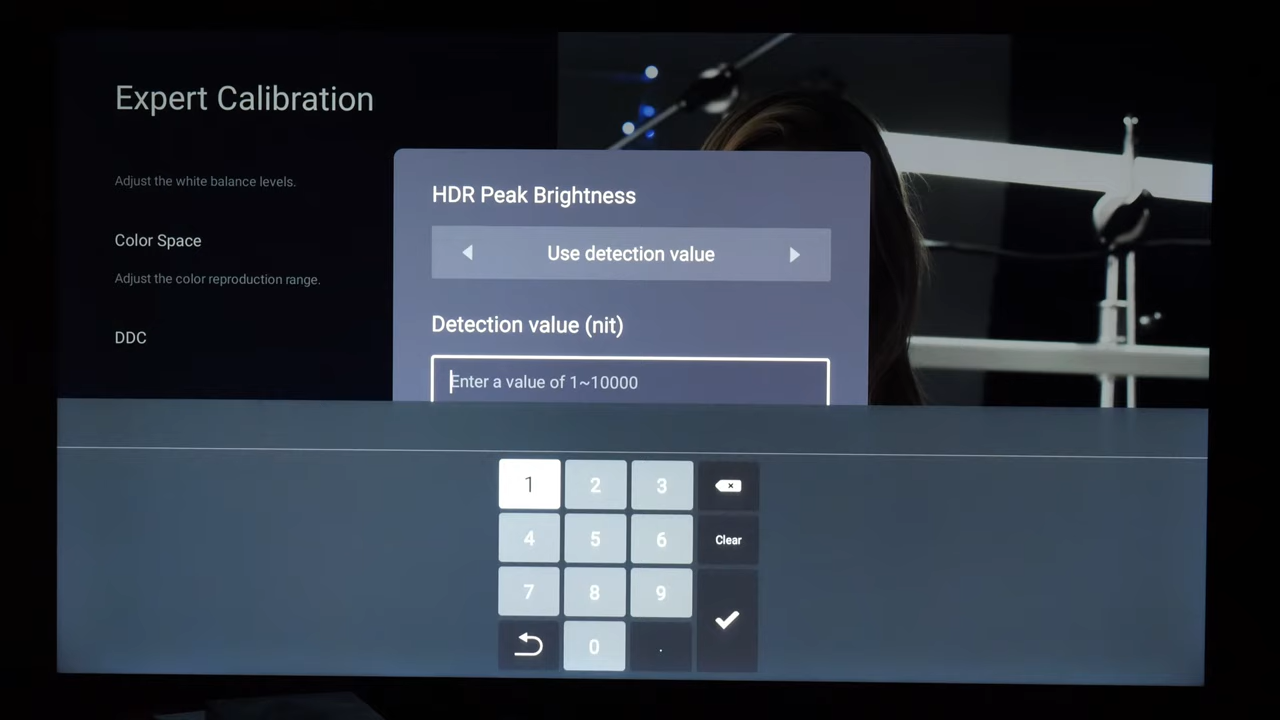 Expert Calibration
Adjust the white balance levels.
Color Space
Adjust the color reproduction range.
DDC
HDR Peak Brightness
Use detection value
Detection value (nit)
Enter a value of 1~10000
1 2 3
4 5 6 Clear
7 8 9
0 .